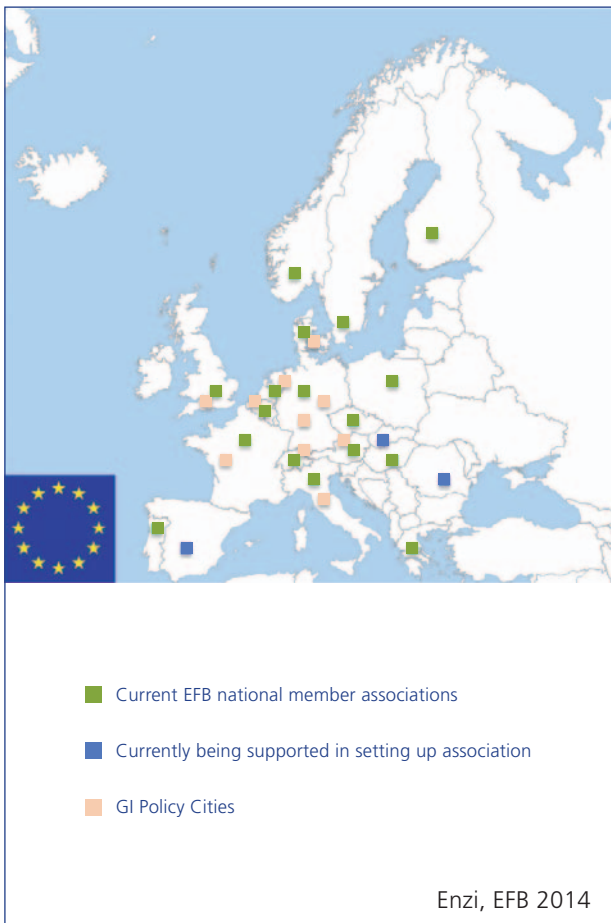 Current EFB national member associations
Currently being supported in setting up association
GI Policy Cities
Enzi, EFB 2014